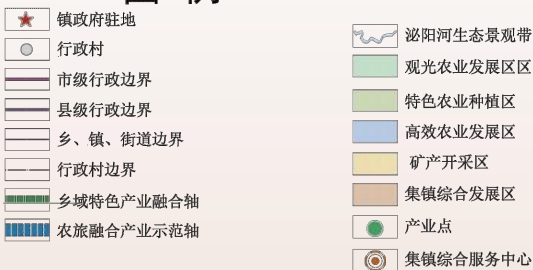 镇政府驻地
行政村
市级行政边界
县级行政边界
乡、镇、街道边界
行政村边界
乡域特色产业融合轴
农旅融合产业示范轴
泌阳河生态景观带
观光农业发展区区
特色农业种植区
高效农业发展区
矿产开采区
集镇综合发展区
产业点
集镇综合服务中心